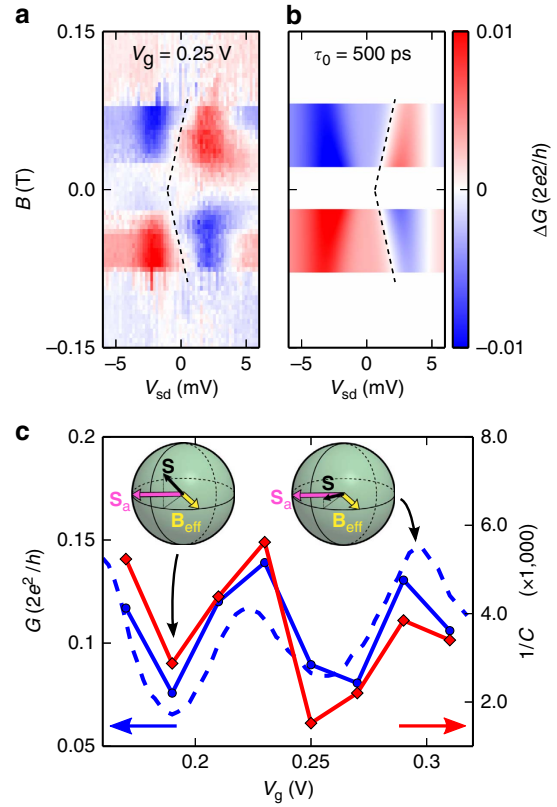 a
b
V_g = 0.25 V
τ_0 = 500 ps
0.15
0.0
−0.15
B (T)
−5
0
5
V_sd (mV)
−5
0
5
V_sd (mV)
0.01
0
−0.01
ΔG (2e2/h)
c
0.2
0.15
0.1
0.05
G (2e² /h)
S
S_a
B_eff
S
S_a
B_eff
8.0
6.0
4.0
2.0
1/C (×1,000)
0.2
0.25
0.3
V_g (V)